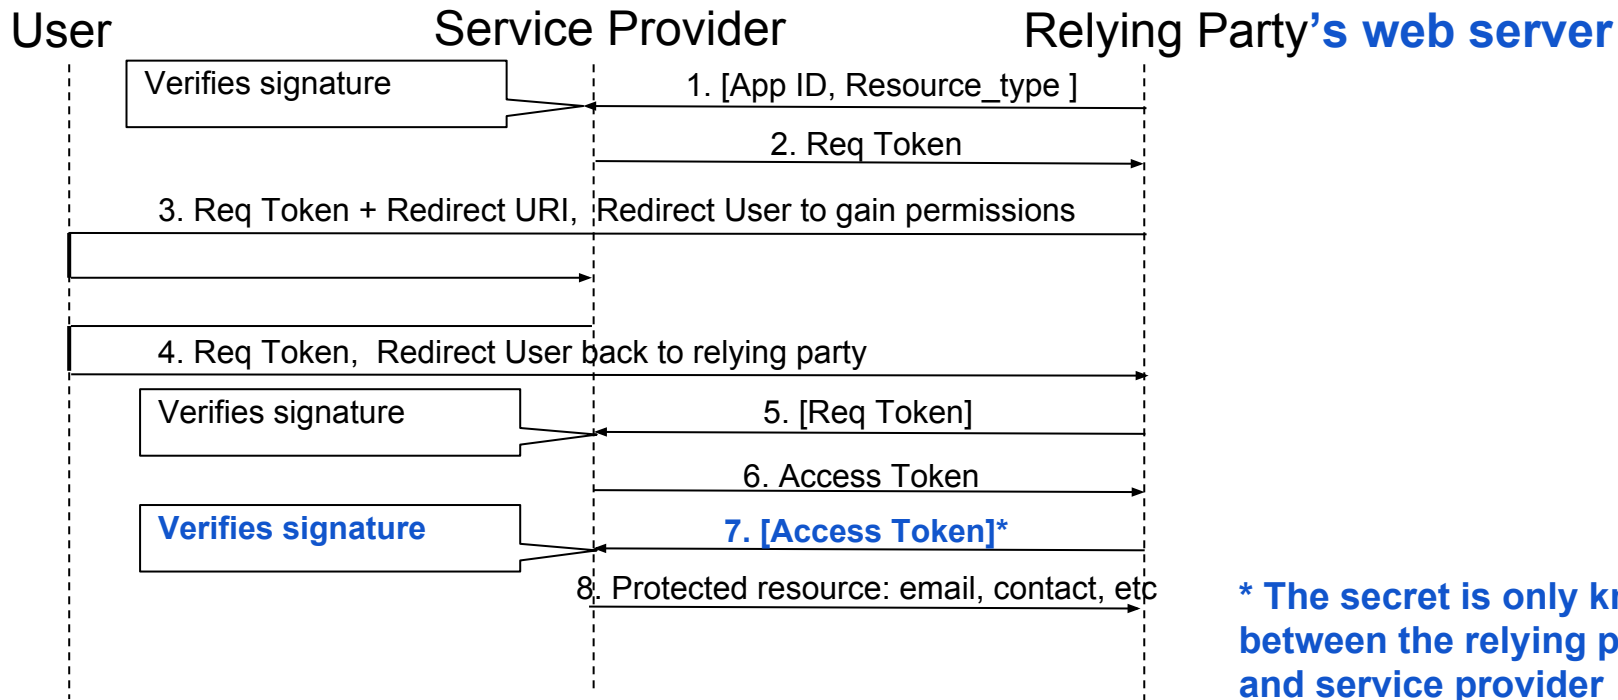 User
Service Provider
Relying Party's web server
Verifies signature
1. [App ID, Resource_type ]
2. Req Token
3. Req Token + Redirect URI, Redirect User to gain permissions
4. Req Token, Redirect User back to relying party
Verifies signature
5. [Req Token]
6. Access Token
Verifies signature
7. [Access Token]*
8. Protected resource: email, contact, etc
* The secret is only
between the relying
and service provider